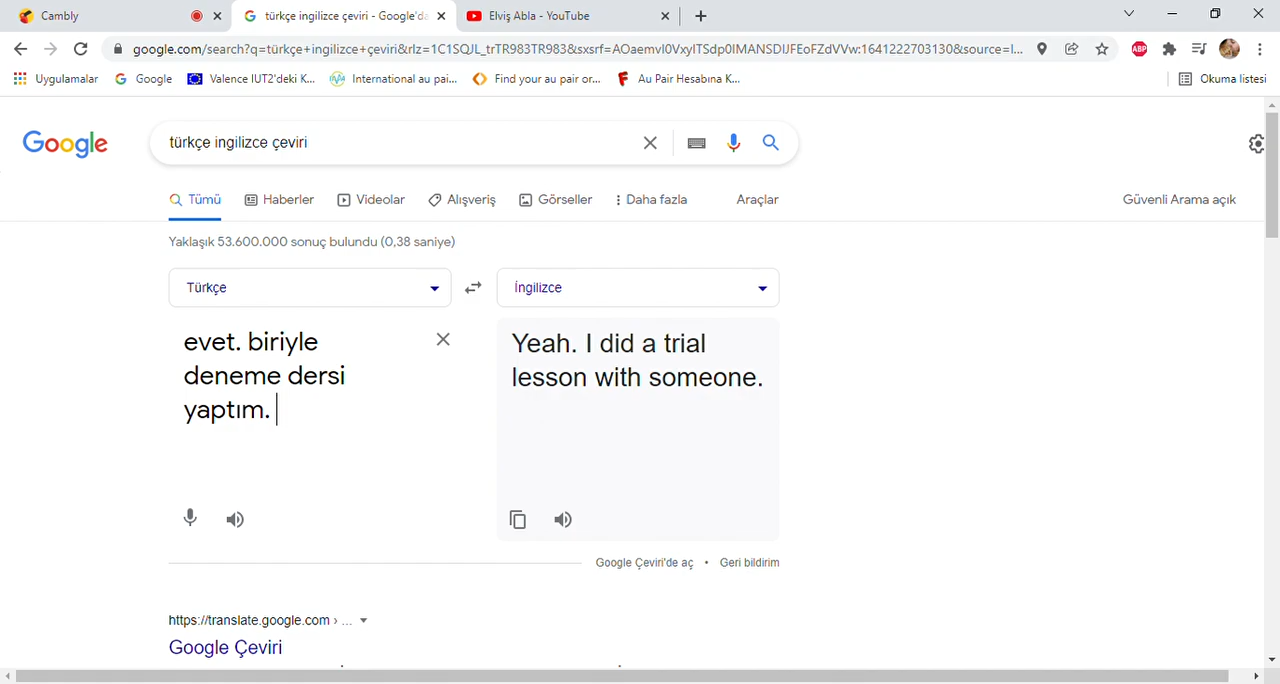 Cambly
türkçe ingilizce çeviri - Google'da
Elviş Abla - YouTube
google.com/search?q=türkçe+ingilizce+çeviri&rlz=1C1SQJL_trTR983TR983&sxsrf=AOaemvI0VxyITSdp0IMANSDIJFEoFZdVVw:1641222703130&source=l...
ABP
Uygulamalar
Google
Valence IUT2'deki K...
International au pai...
Find your au pair or...
Au Pair Hesabına K...
Okuma listesi
Google
türkçe ingilizce çeviri
Tümü
Haberler
Videolar
Alışveriş
Görseller
Daha fazla
Araçlar
Güvenli Arama açık
Yaklaşık 53.600.000 sonuç bulundu (0,38 saniye)
Türkçe
İngilizce
evet. biriyle
deneme dersi
yaptım.
Yeah. I did a trial
lesson with someone.
Google Çeviri'de aç • Geri bildirim
https://translate.google.com › ...
Google Çeviri